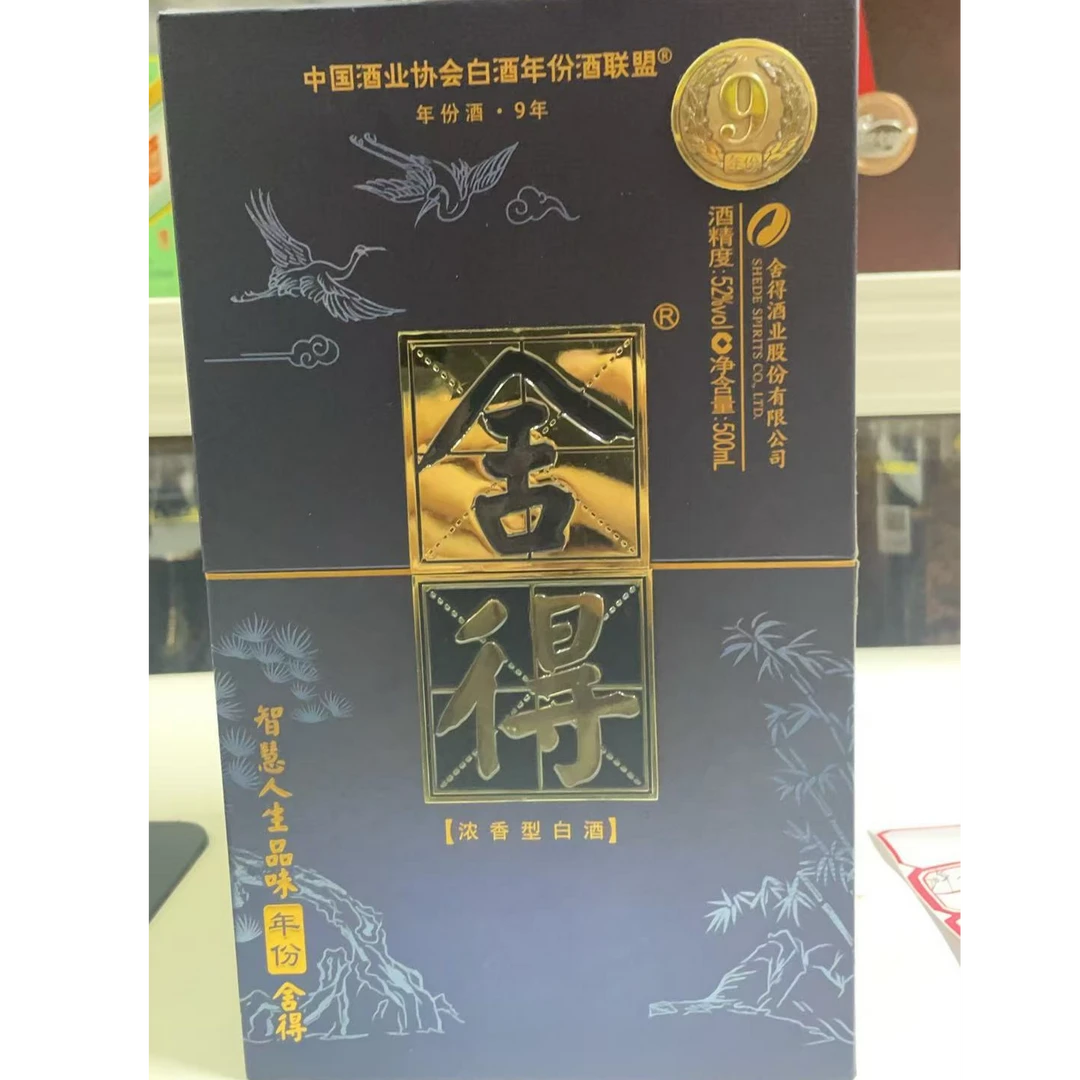 中国酒业协会白酒年份酒联盟®
年份酒·9年
9
年份
舍得酒业股份有限公司
SHEDE SPIRITS CO., LTD.
酒精度:52%vol 净含量:500mL
舍得®
【浓香型白酒】
智慧人生品味年份舍得